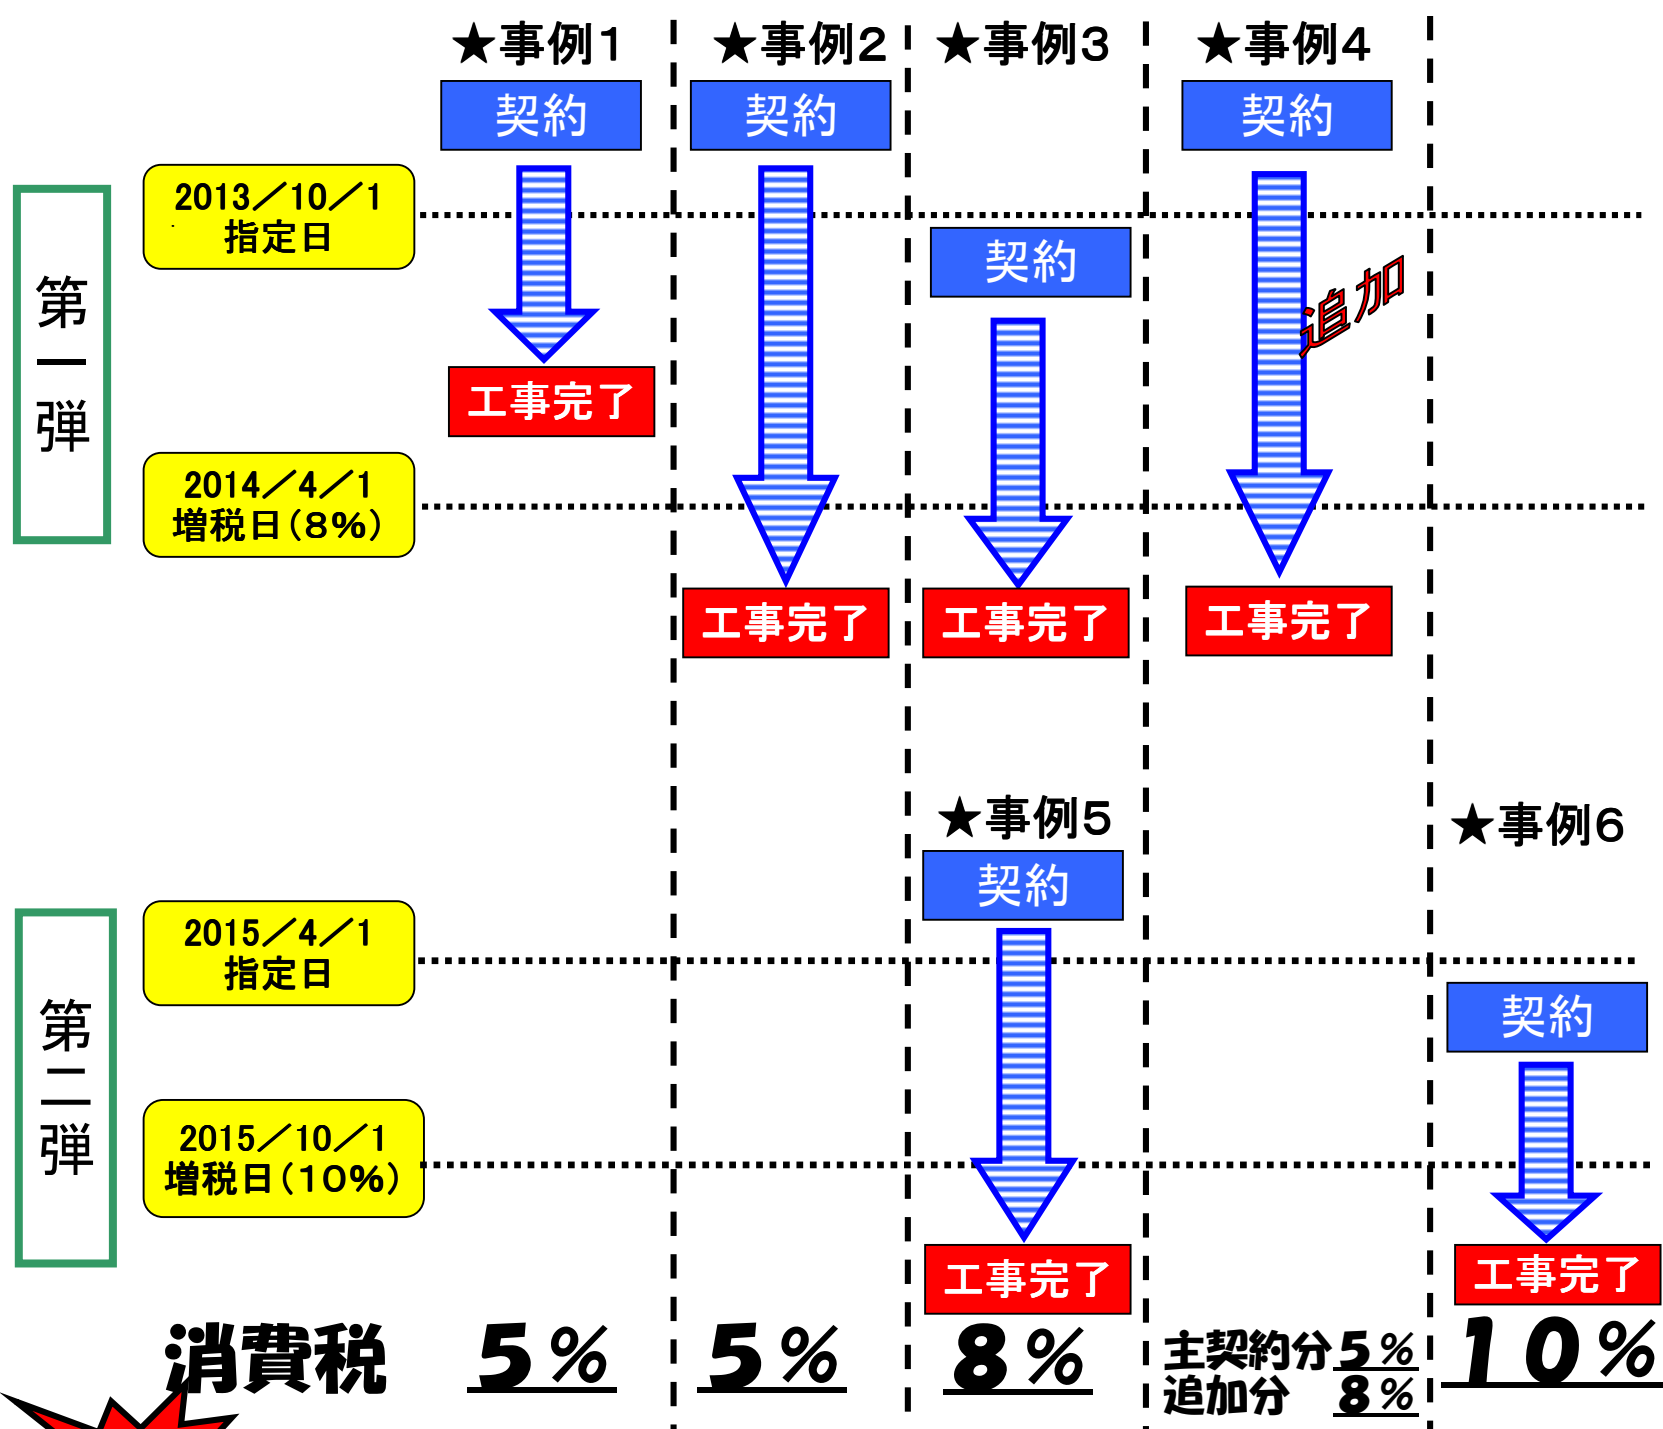 ★事例1
★事例2
★事例3
★事例4
契約
契約
契約
2013／10／1
指定日
契約
追加
第一弾
工事完了
2014／4／1
増税日(8%)
工事完了
工事完了
工事完了
★事例5
★事例6
契約
2015／4／1
指定日
契約
第二弾
2015／10／1
増税日(10%)
工事完了
工事完了
消費税
5%
5%
8%
主契約分 5%
追加分 8%
10%